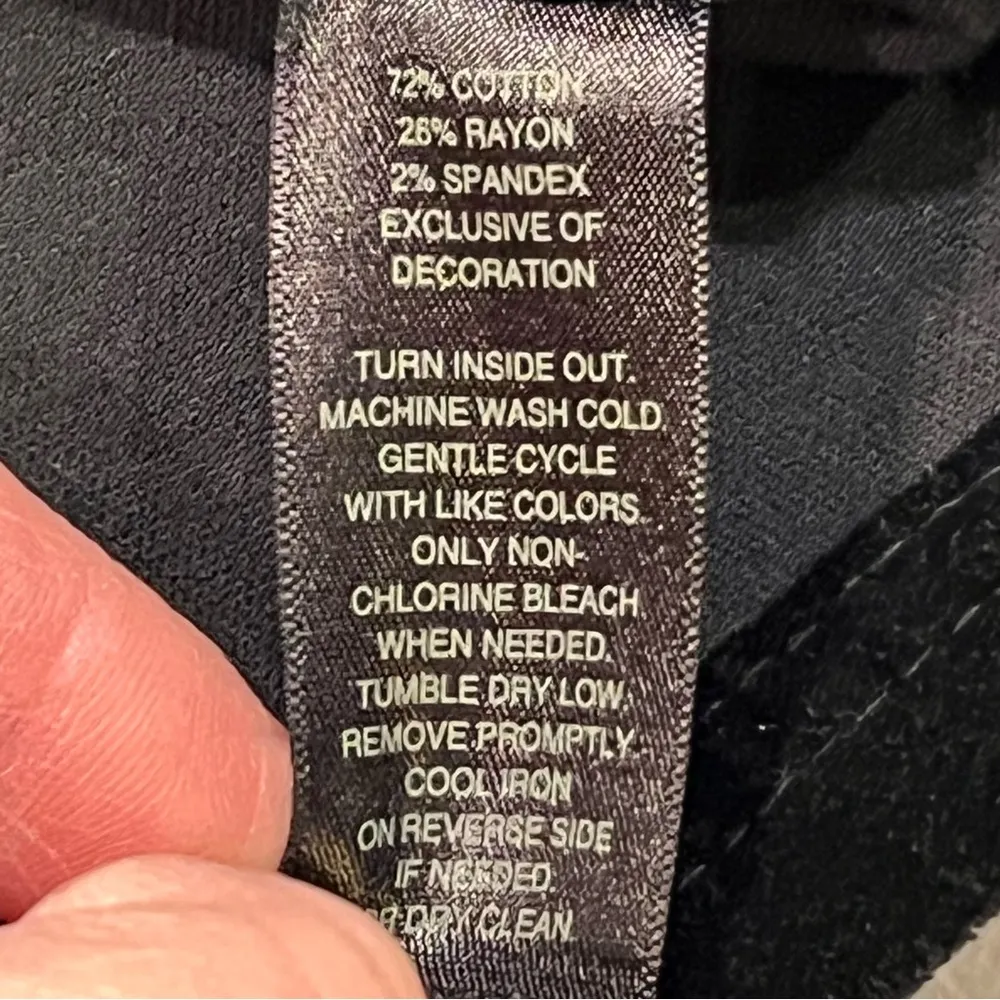 72% COTTON
26% RAYON
2% SPANDEX
EXCLUSIVE OF
DECORATION
TURN INSIDE OUT.
MACHINE WASH COLD
GENTLE CYCLE
WITH LIKE COLORS.
ONLY NON-
CHLORINE BLEACH
WHEN NEEDED.
TUMBLE DRY LOW
REMOVE PROMPTLY.
COOL IRON
ON REVERSE SIDE
IF NEEDED.
OR DRY CLEAN.